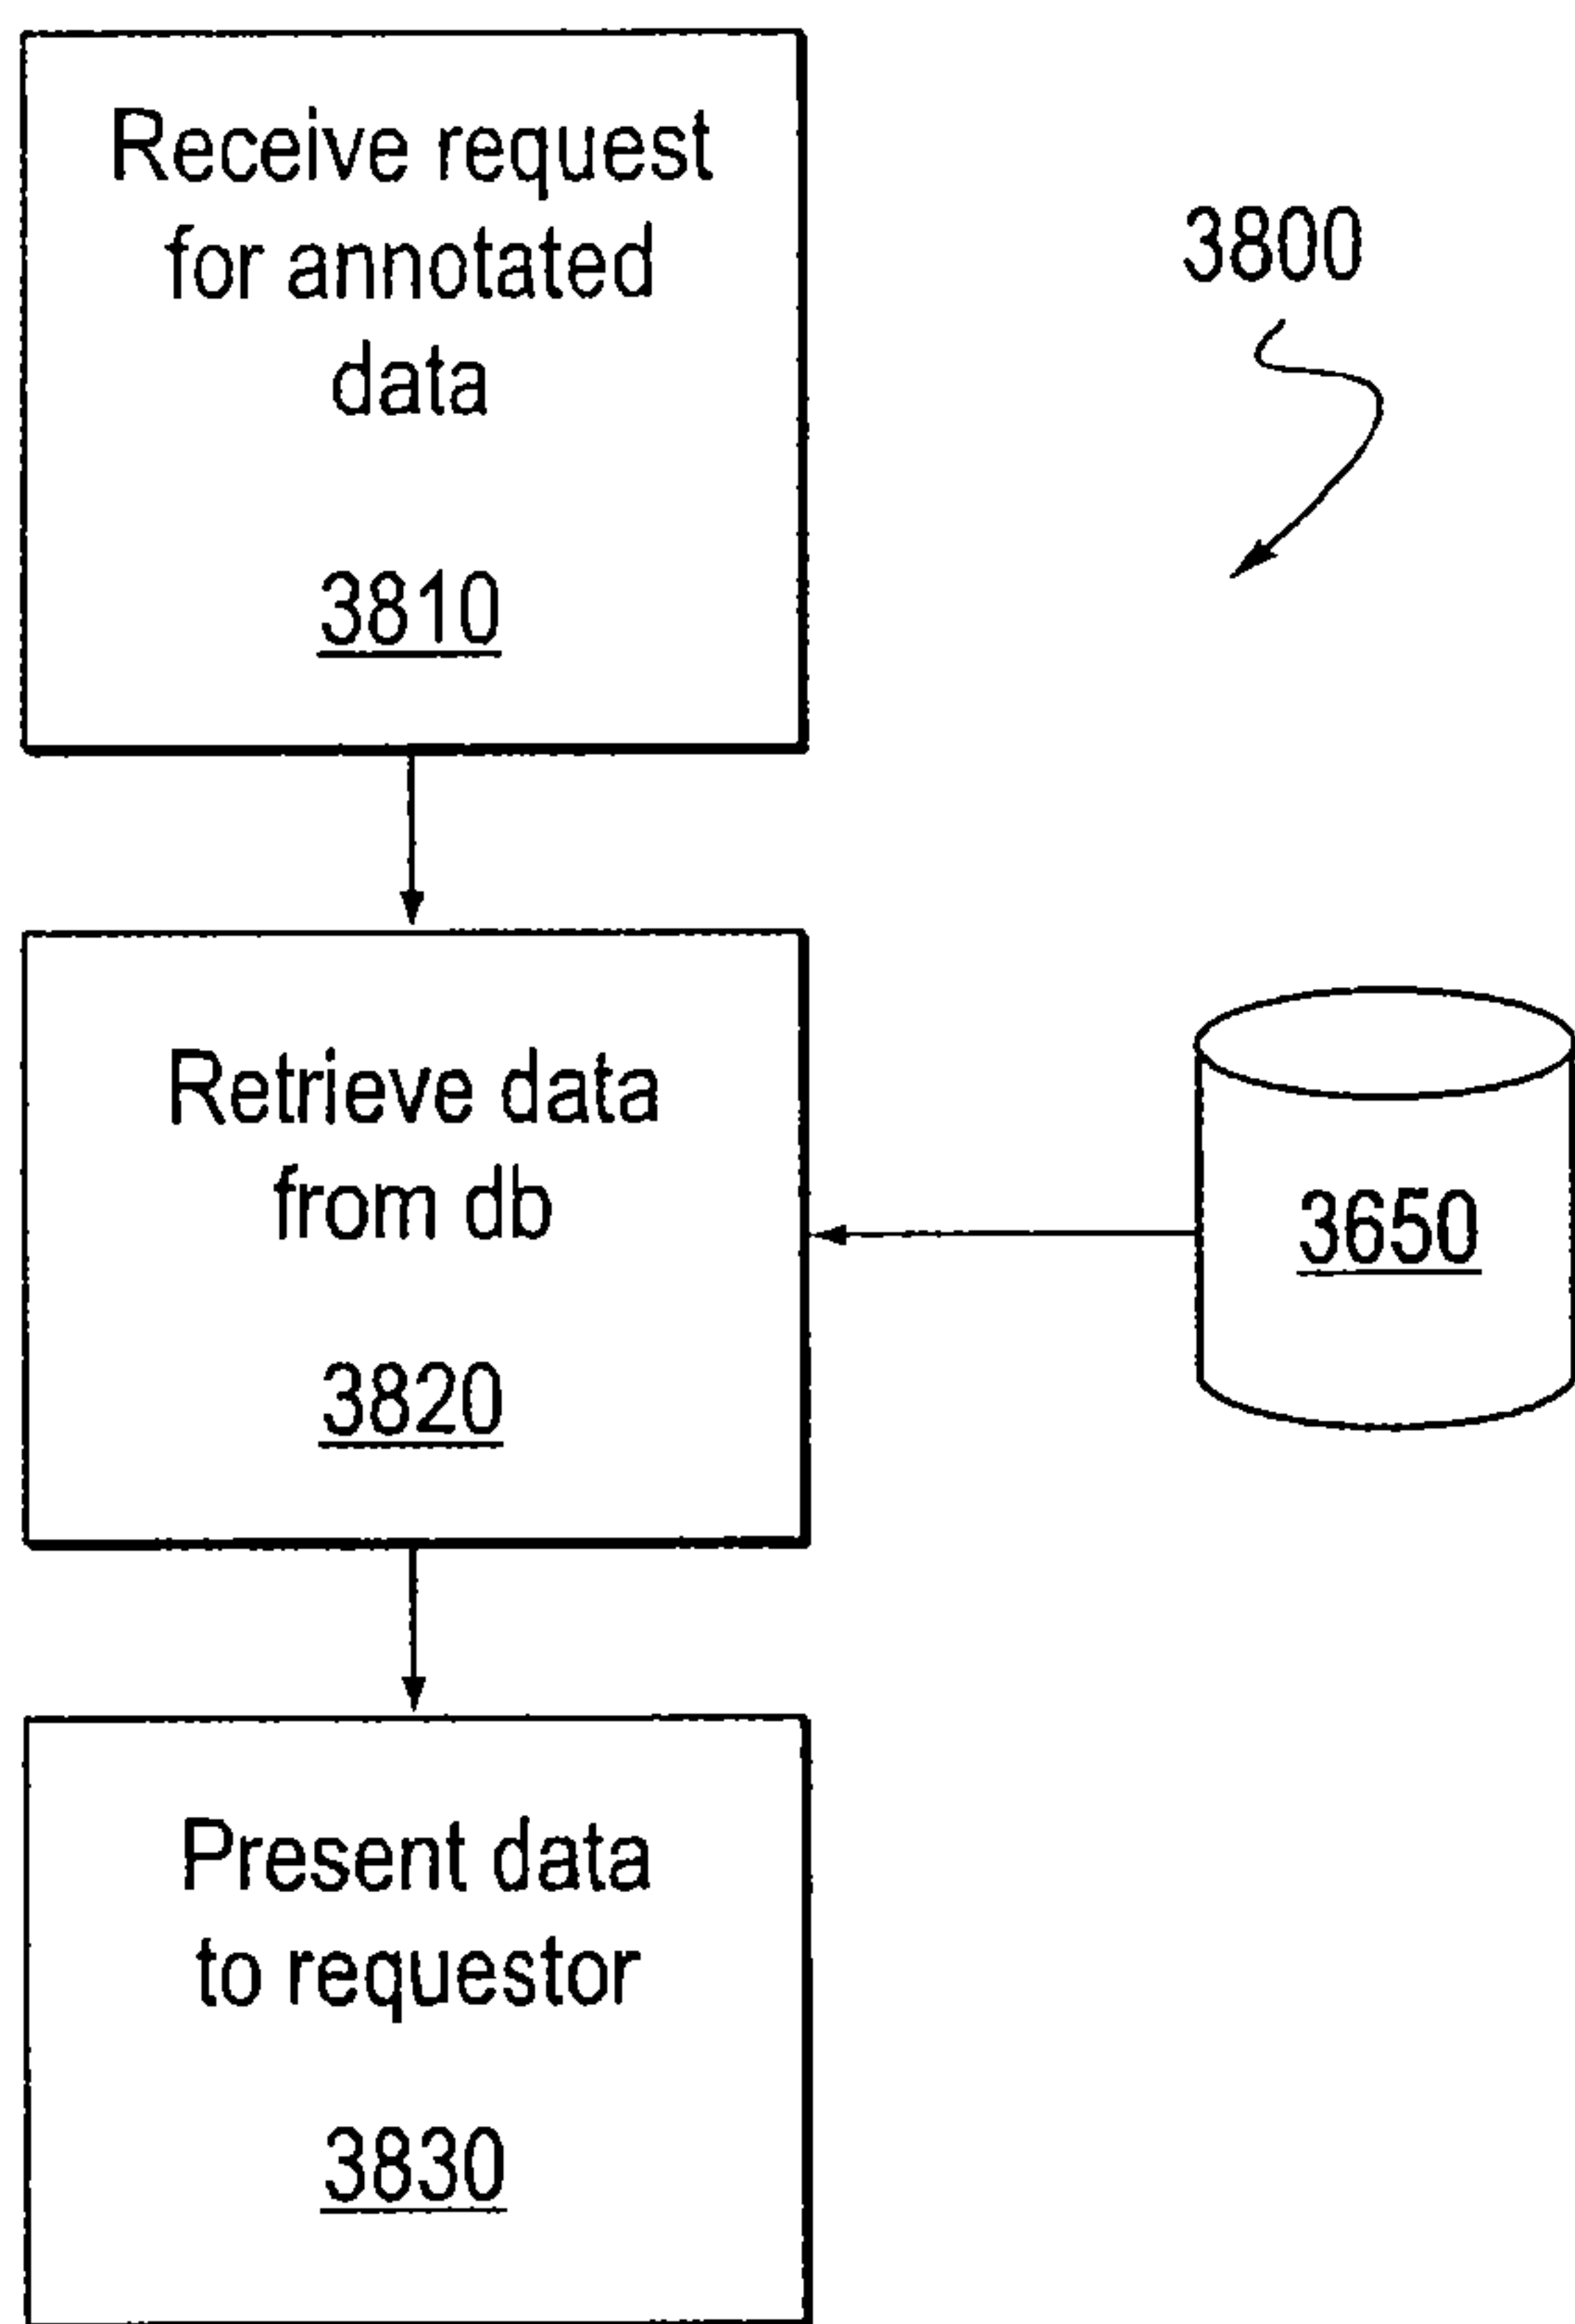 Receive request
for annotated
data
3810
3800
Retrieve data
from db
3820
3650
Present data
to requestor
3830